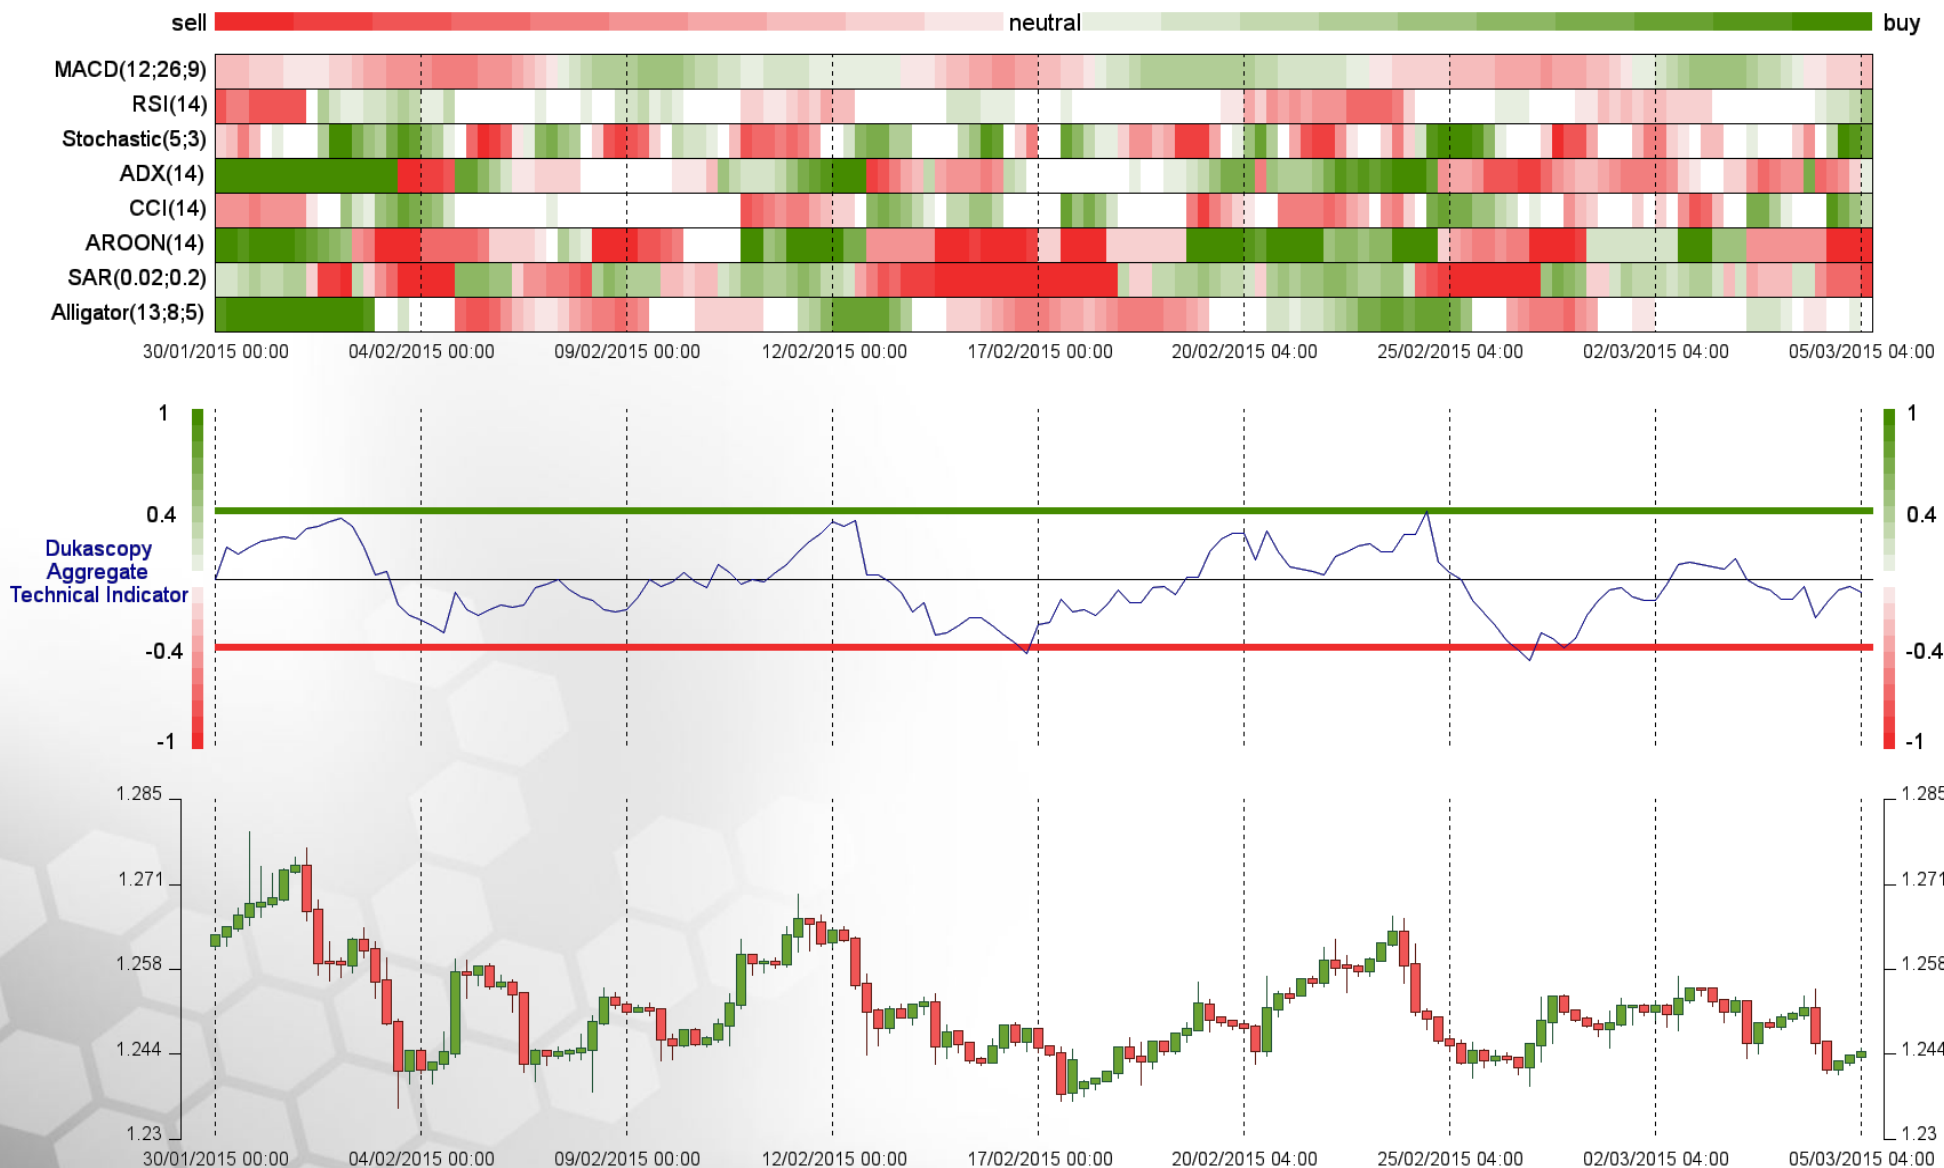 sell neutral buy
MACD(12;26;9)
RSI(14)
Stochastic(5;3)
ADX(14)
CCI(14)
AROON(14)
SAR(0.02;0.2)
Alligator(13;8;5)
30/01/2015 00:00 04/02/2015 00:00 09/02/2015 00:00 12/02/2015 00:00 17/02/2015 00:00 20/02/2015 04:00 25/02/2015 04:00 02/03/2015 04:00 05/03/2015 04:00
1 1
0.4 0.4
Dukascopy
Aggregate
Technical Indicator
-0.4 -0.4
-1 -1
1.285 1.285
1.271 1.271
1.258 1.258
1.244 1.244
1.23 1.23
30/01/2015 00:00 04/02/2015 00:00 09/02/2015 00:00 12/02/2015 00:00 17/02/2015 00:00 20/02/2015 04:00 25/02/2015 04:00 02/03/2015 04:00 05/03/2015 04:00